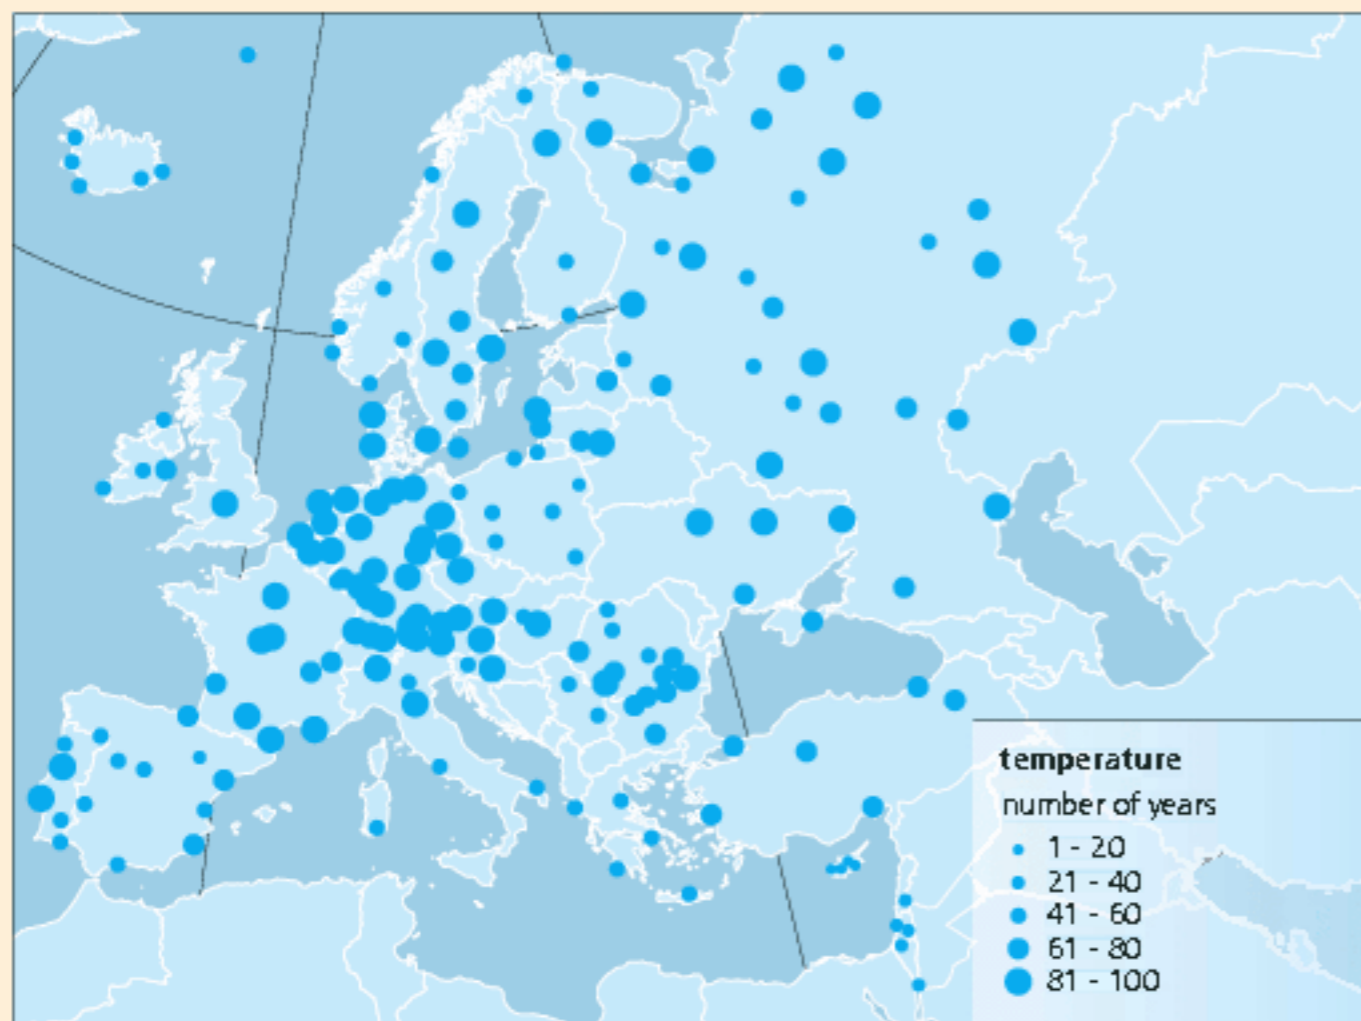 temperature
number of years
1 - 20
21 - 40
41 - 60
61 - 80
81 - 100